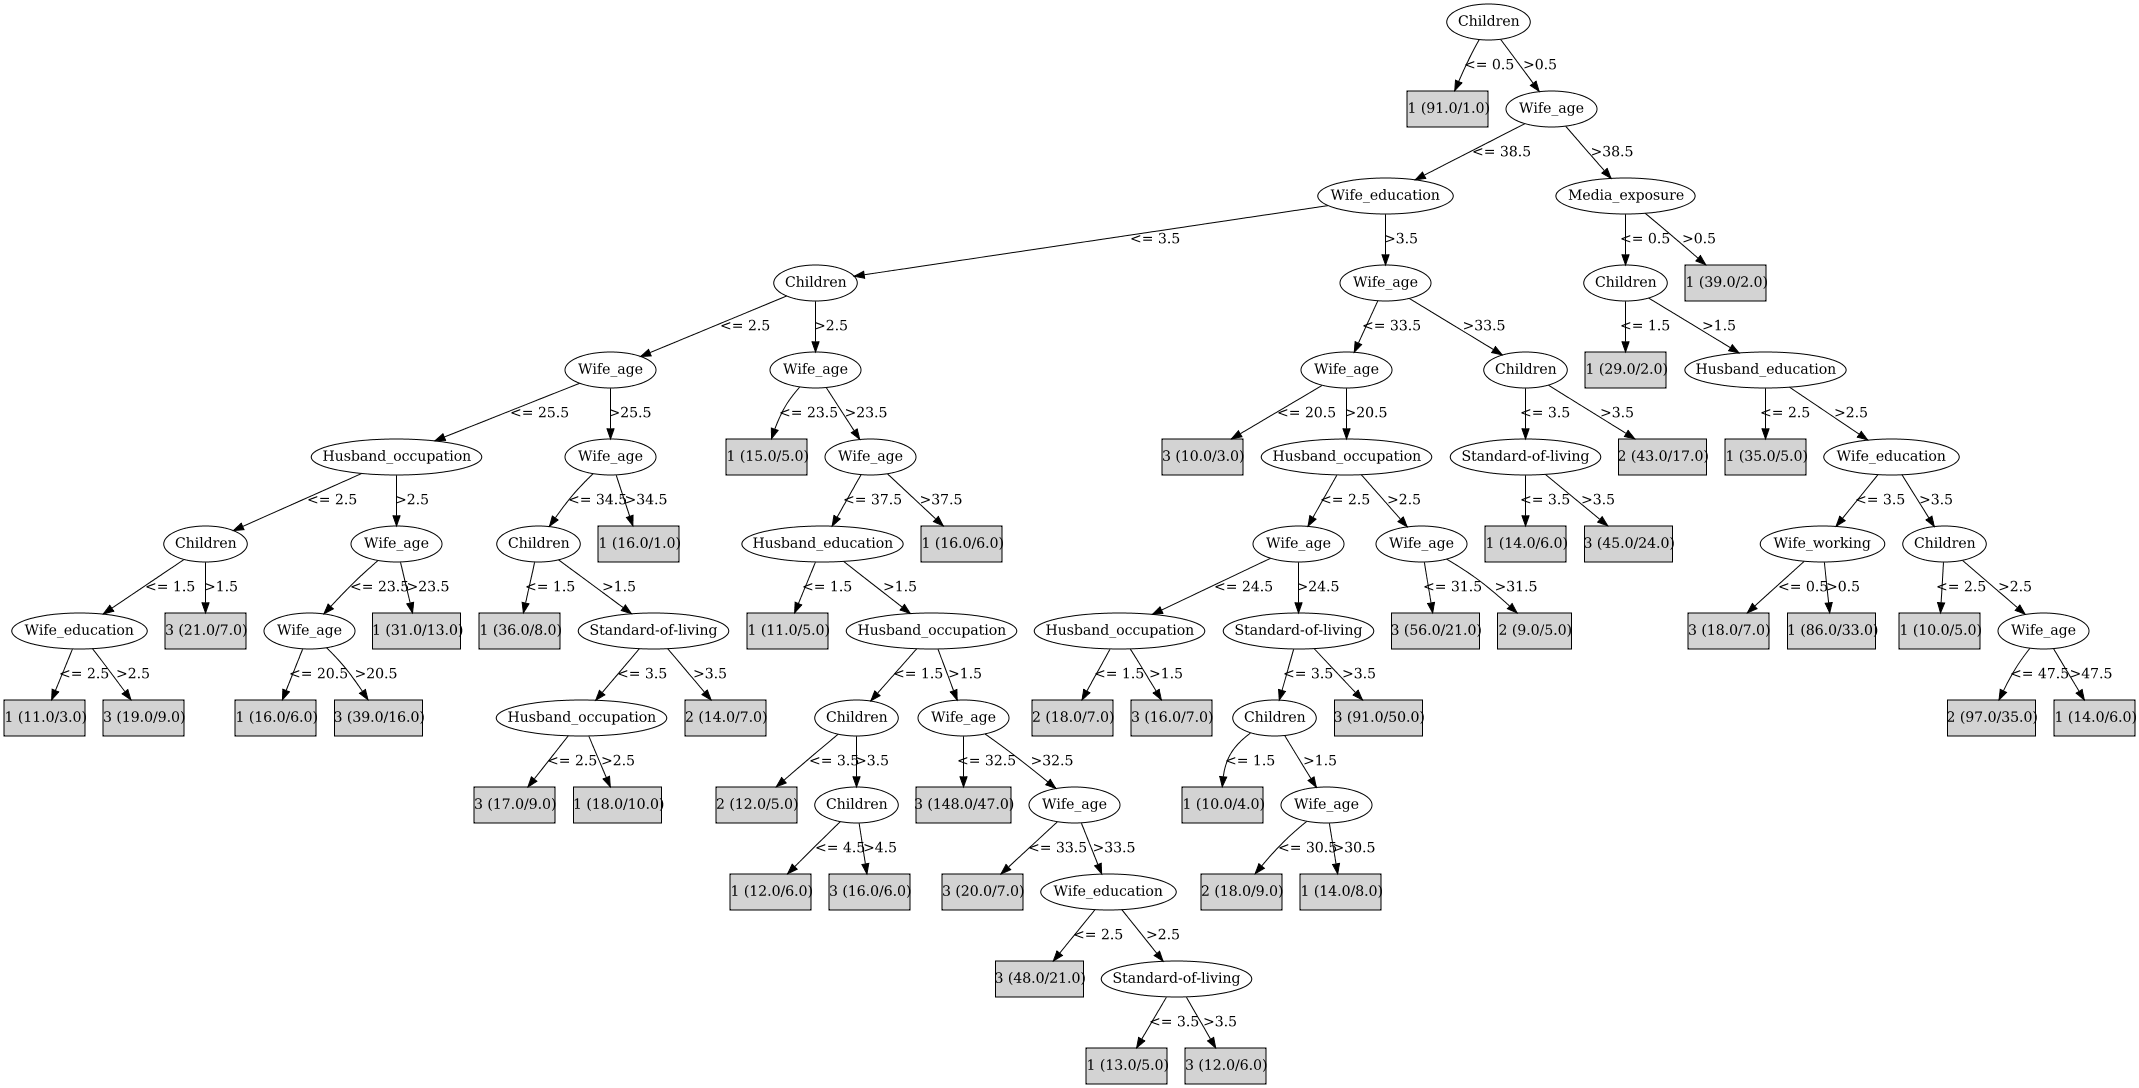 Children
<= 0.5 >0.5
1 (91.0/1.0) Wife_age
<= 38.5 >38.5
Wife_education Media_exposure
<= 3.5 >3.5 <= 0.5 >0.5
Children Wife_age Children 1 (39.0/2.0)
<= 2.5 >2.5 <= 33.5 >33.5 <= 1.5 >1.5
Wife_age Wife_age Wife_age Children 1 (29.0/2.0) Husband_education
<= 25.5 >25.5 <= 23.5 >23.5 <= 20.5 >20.5 <= 3.5 >3.5 <= 2.5 >2.5
Husband_occupation Wife_age 1 (15.0/5.0) Wife_age 3 (10.0/3.0) Husband_occupation Standard-of-living 2 (43.0/17.0) 1 (35.0/5.0) Wife_education
<= 2.5 >2.5 <= 34.5 >34.5 <= 37.5 >37.5 <= 2.5 >2.5 <= 3.5 >3.5 <= 3.5 >3.5
Children Wife_age Children 1 (16.0/1.0) Husband_education 1 (16.0/6.0) Wife_age Wife_age 1 (14.0/6.0) 3 (45.0/24.0) Wife_working Children
<= 1.5 >1.5 <= 23.5 >23.5 <= 1.5 >1.5 <= 1.5 >1.5 <= 24.5 >24.5 <= 31.5 >31.5 <= 0.5 >0.5 <= 2.5 >2.5
Wife_education 3 (21.0/7.0) Wife_age 1 (31.0/13.0) 1 (36.0/8.0) Standard-of-living 1 (11.0/5.0) Husband_occupation Husband_occupation Standard-of-living 3 (56.0/21.0) 2 (9.0/5.0) 3 (18.0/7.0) 1 (86.0/33.0) 1 (10.0/5.0) Wife_age
<= 2.5 >2.5 <= 20.5 >20.5 <= 3.5 >3.5 <= 1.5 >1.5 <= 1.5 >1.5 <= 3.5 >3.5 <= 47.5 >47.5
1 (11.0/3.0) 3 (19.0/9.0) 1 (16.0/6.0) 3 (39.0/16.0) Husband_occupation 2 (14.0/7.0) Children Wife_age 2 (18.0/7.0) 3 (16.0/7.0) Children 3 (91.0/50.0) 2 (97.0/35.0) 1 (14.0/6.0)
<= 2.5 >2.5 <= 3.5 >3.5 <= 32.5 >32.5 <= 1.5 >1.5
3 (17.0/9.0) 1 (18.0/10.0) 2 (12.0/5.0) Children 3 (148.0/47.0) Wife_age 1 (10.0/4.0) Wife_age
<= 4.5 >4.5 <= 33.5 >33.5 <= 30.5 >30.5
1 (12.0/6.0) 3 (16.0/6.0) 3 (20.0/7.0) Wife_education 2 (18.0/9.0) 1 (14.0/8.0)
<= 2.5 >2.5
3 (48.0/21.0) Standard-of-living
<= 3.5 >3.5
1 (13.0/5.0) 3 (12.0/6.0)